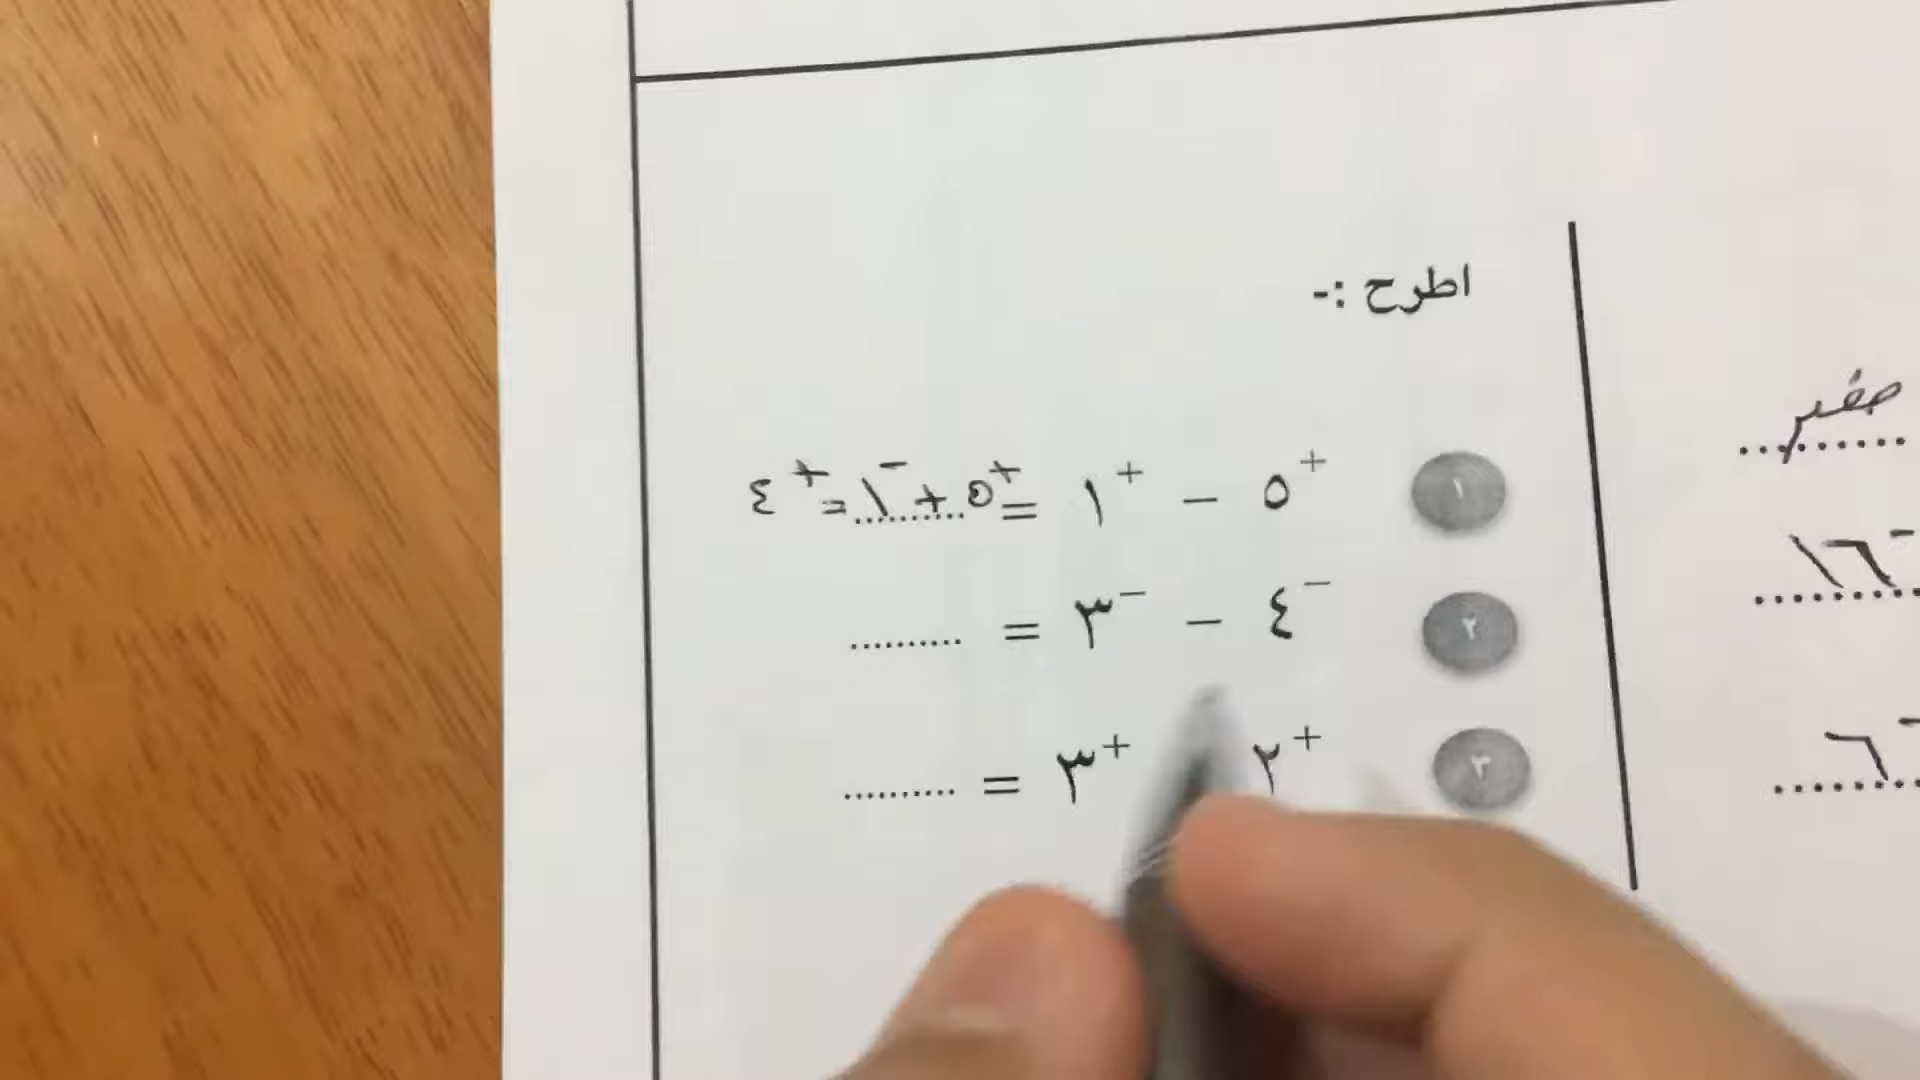 اطرح :-
صفر
١ ٥⁺ − ١⁺ = ٥⁺ + ١⁻ = ٤⁺
١٦⁻
٢ ٤⁻ − ٣⁻ = ..........
٣ ٢⁺ ٣⁺ = ..........
٦⁻